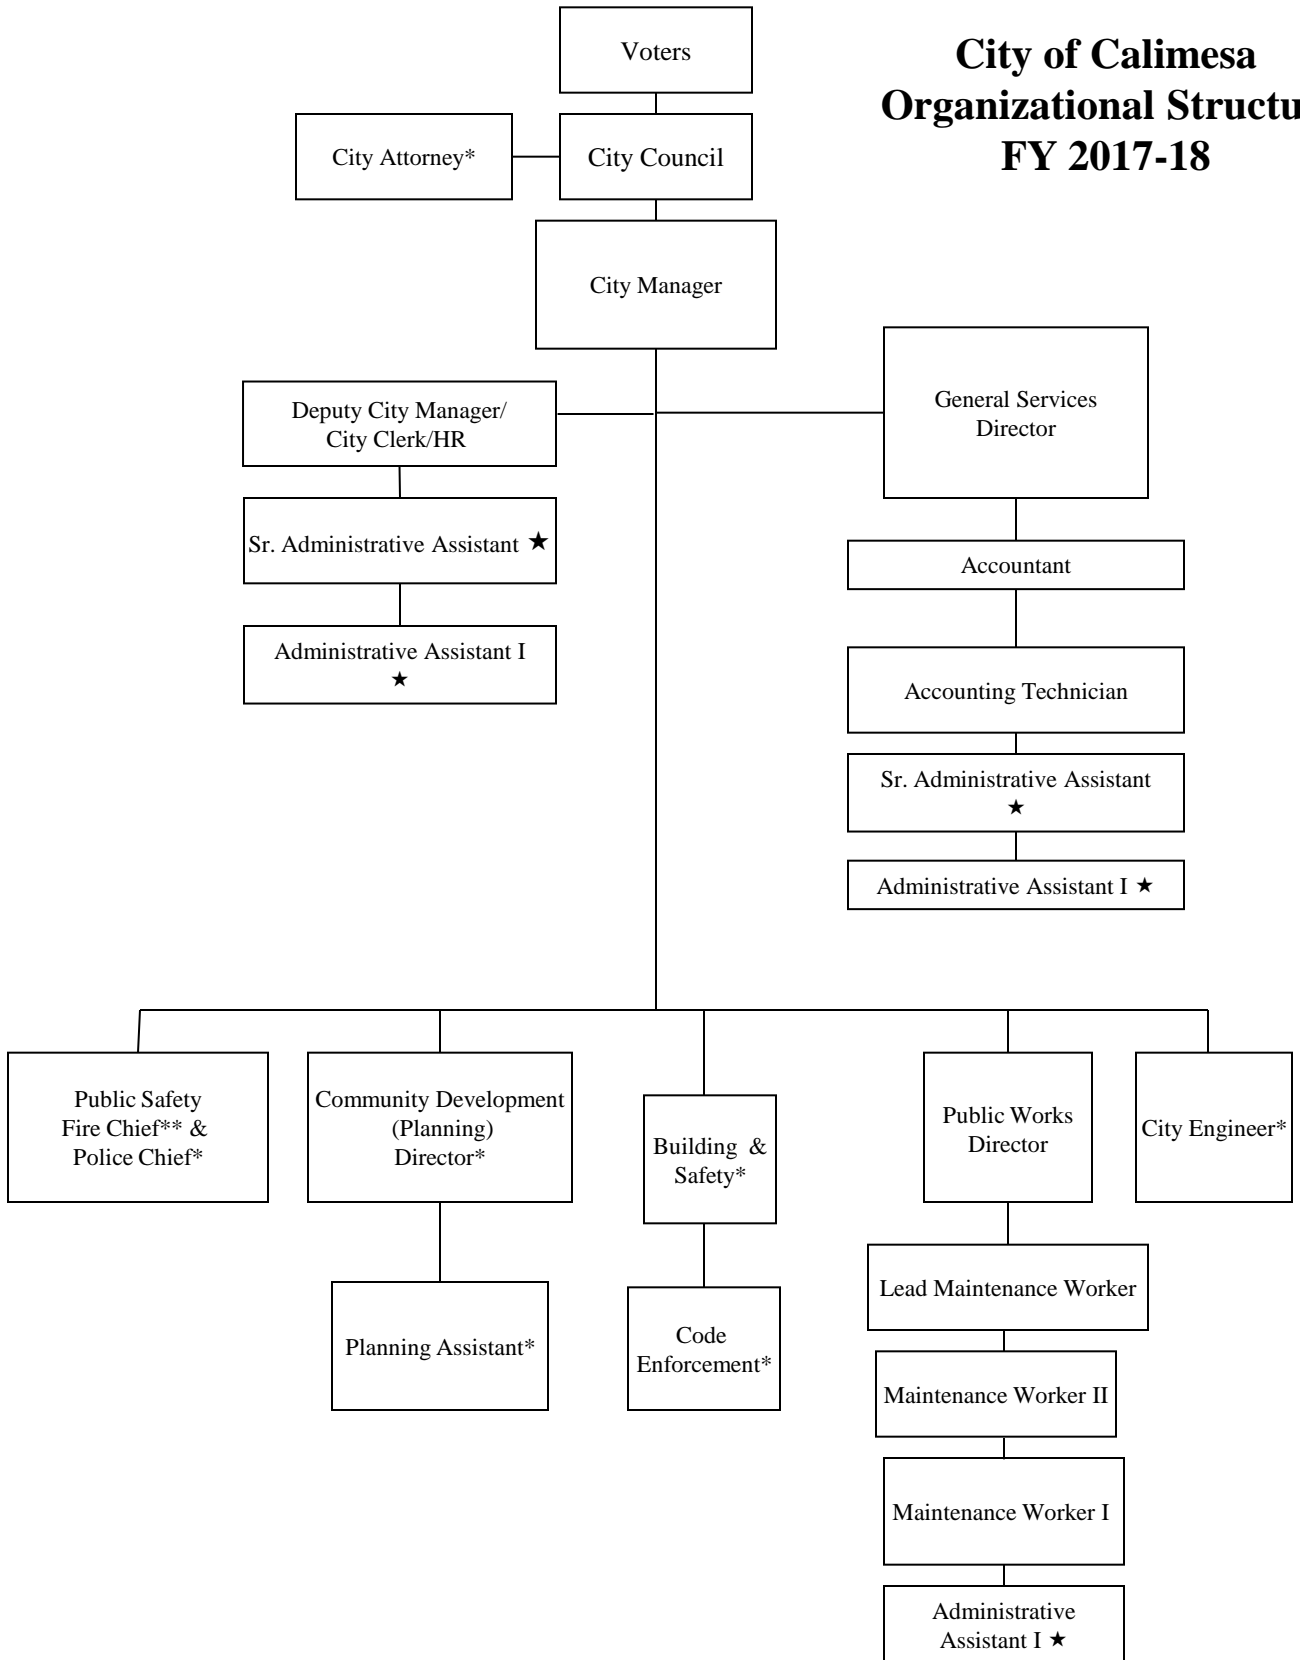 Voters
City of Calimesa
Organizational Structu
FY 2017-18
City Attorney*
City Council
City Manager
Deputy City Manager/
City Clerk/HR
General Services
Director
Sr. Administrative Assistant ★
Accountant
Administrative Assistant I
★
Accounting Technician
Sr. Administrative Assistant
★
Administrative Assistant I ★
Public Safety
Fire Chief** &
Police Chief*
Community Development
(Planning)
Director*
Building & 
Safety*
Public Works
Director
City Engineer*
Planning Assistant*
Code
Enforcement*
Lead Maintenance Worker
Maintenance Worker II
Maintenance Worker I
Administrative
Assistant I ★